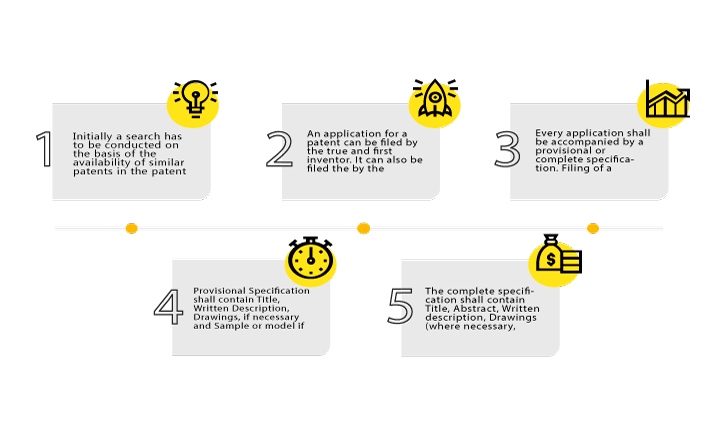 1
Initially a search has
to be conducted on
the basis of the
availability of similar
patents in the patent
2
An application for a
patent can be filed by
the true and first
inventor. It can also be
filed the by the
3
Every application shall
be accompanied by a
provisional or
complete specifica-
tion. Filing of a
4
Provisional Specification
shall contain Title,
Written Description,
Drawings, if necessary
and Sample or model if
5
The complete specifi-
cation shall contain
Title, Abstract, Written
description, Drawings
(where necessary,
$